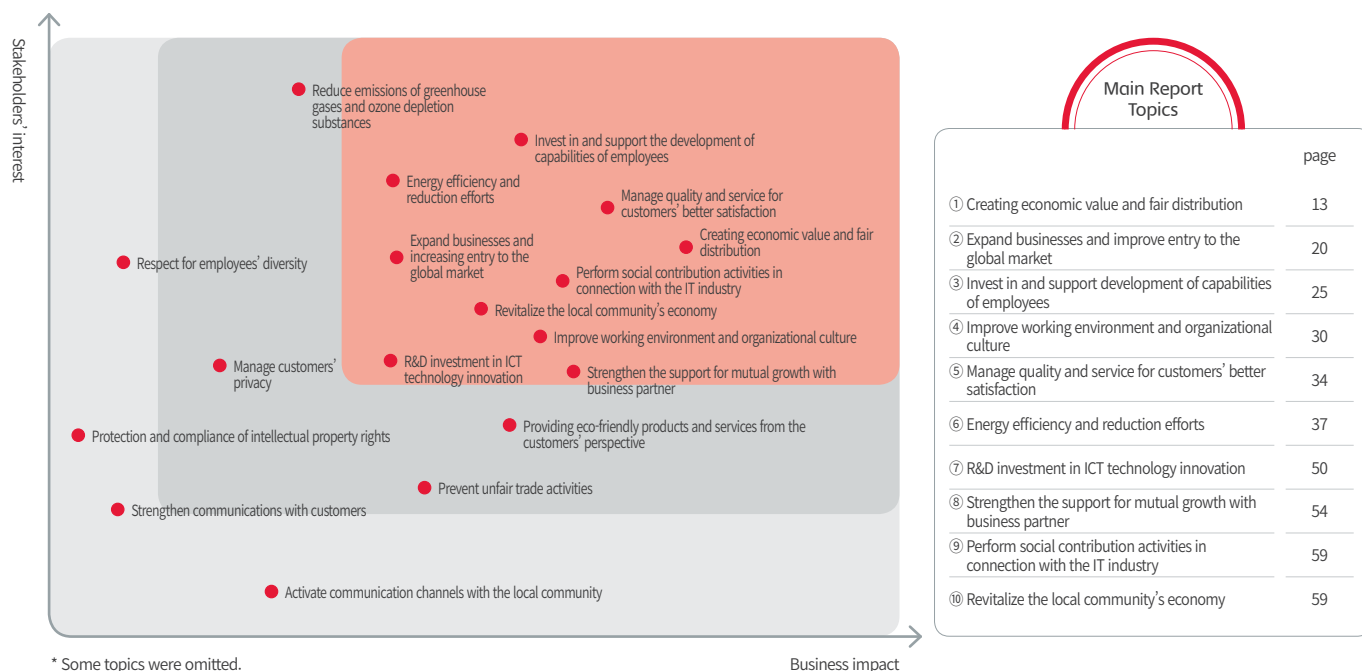 Stakeholders' interest
Reduce emissions of greenhouse
gases and ozone depletion
substances
Invest in and support the development of
capabilities of employees
Energy efficiency and
reduction efforts
Manage quality and service for
customers' better satisfaction
Creating economic value and fair
distribution
Expand businesses and
increasing entry to the
global market
Respect for employees' diversity
Perform social contribution activities in
connection with the IT industry
Revitalize the local community's economy
Improve working environment and organizational culture
R&D investment in ICT
technology innovation
Manage customers'
privacy
Strengthen the support for mutual growth with
business partner
Providing eco-friendly products and services from the
customers' perspective
Protection and compliance of intellectual property rights
Prevent unfair trade activities
Strengthen communications with customers
Activate communication channels with the local community
* Some topics were omitted.
Business impact
Main Report
Topics
page
① Creating economic value and fair distribution 13
② Expand businesses and improve entry to the
global market 20
③ Invest in and support development of capabilities
of employees 25
④ Improve working environment and organizational
culture 30
⑤ Manage quality and service for customers' better
satisfaction 34
⑥ Energy efficiency and reduction efforts 37
⑦ R&D investment in ICT technology innovation 50
⑧ Strengthen the support for mutual growth with
business partner 54
⑨ Perform social contribution activities in
connection with the IT industry 59
⑩ Revitalize the local community's economy 59